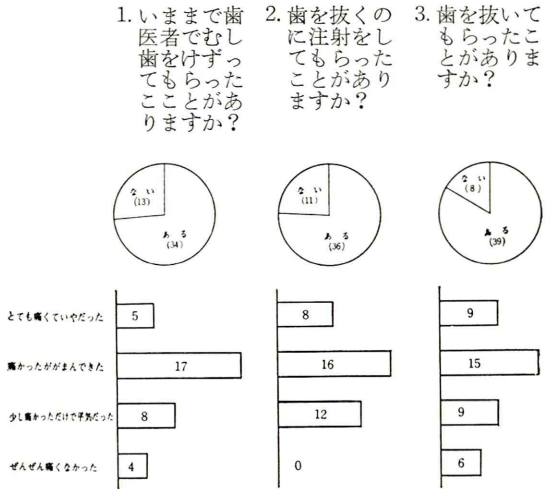 1. いままで歯
医者でむし
歯をけずっ
てもらった
こことがあ
りますか？
2. 歯を抜くの
に注射をし
てもらった
ことがあり
ますか？
3. 歯を抜いて
もらったこ
とがありま
すか？
ない
(13)
ある
(34)
ない
(11)
ある
(36)
ない
(8)
ある
(39)
とても痛くていやだった
5
8
9
痛かったががまんできた
17
16
15
少し痛かっただけで平気だった
8
12
9
ぜんぜん痛くなかった
4
0
6